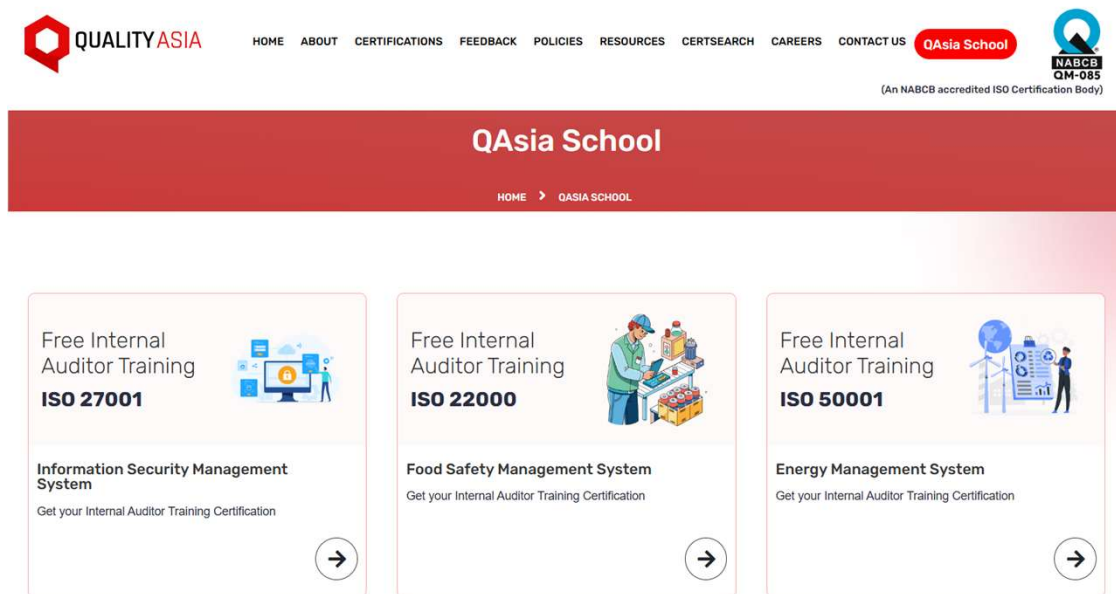 QUALITY ASIA
HOME ABOUT CERTIFICATIONS FEEDBACK POLICIES RESOURCES CERTSEARCH CAREERS CONTACT US QAsia School
NABCB
QM-085
(An NABCB accredited ISO Certification Body)
QAsia School
HOME > QASIA SCHOOL
Free Internal
Auditor Training
ISO 27001
Information Security Management
System
Get your Internal Auditor Training Certification
Free Internal
Auditor Training
ISO 22000
Food Safety Management System
Get your Internal Auditor Training Certification
Free Internal
Auditor Training
ISO 50001
Energy Management System
Get your Internal Auditor Training Certification